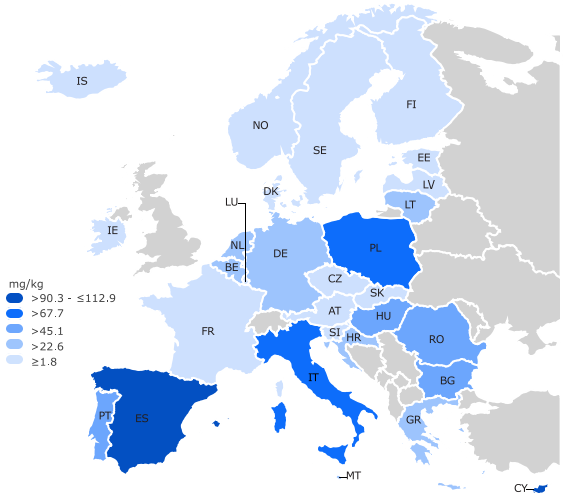 IS
FI
NO
SE
EE
LV
DK
LT
LU
IE
NL
DE
PL
BE
CZ
SK
mg/kg
>90.3 - ≤112.9
>67.7
>45.1
>22.6
≥1.8
AT
HU
FR
SI
HR
RO
IT
BG
PT
ES
GR
MT
CY